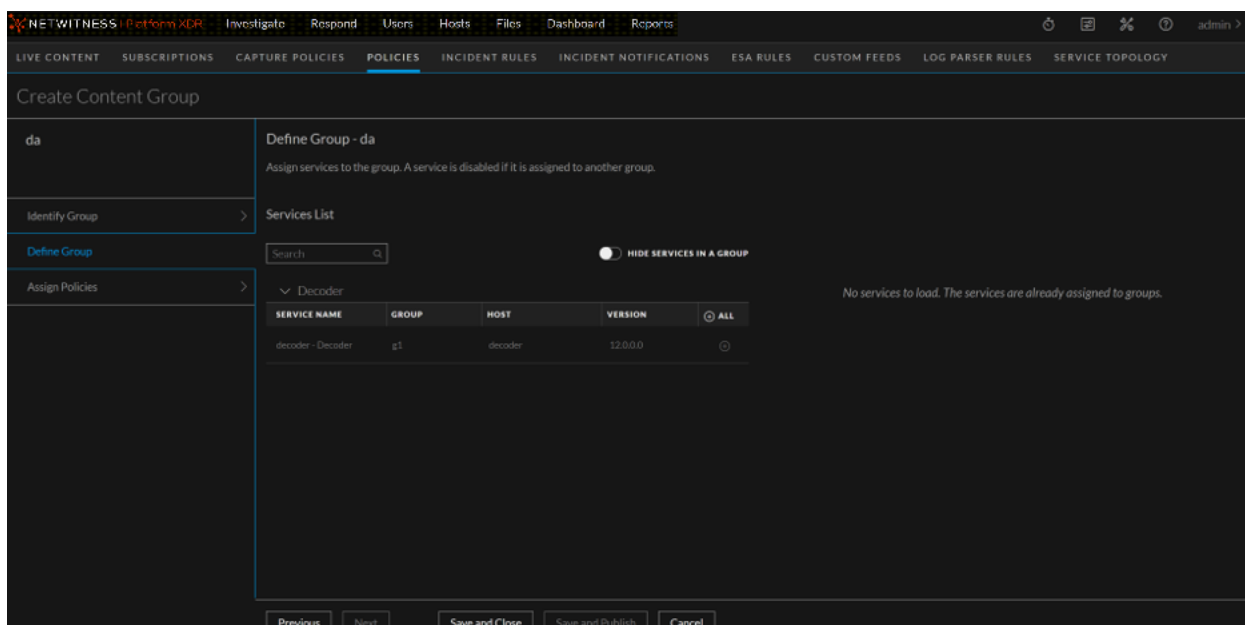 NETWITNESS Platform XDR Investigate Respond Users Hosts Files Dashboard Reports admin >
LIVE CONTENT SUBSCRIPTIONS CAPTURE POLICIES POLICIES INCIDENT RULES INCIDENT NOTIFICATIONS ESA RULES CUSTOM FEEDS LOG PARSER RULES SERVICE TOPOLOGY
Create Content Group
da
Identify Group
Define Group
Assign Policies
Define Group - da
Assign services to the group. A service is disabled if it is assigned to another group.
Services List
Search HIDE SERVICES IN A GROUP
Decoder
SERVICE NAME GROUP HOST VERSION ALL
decoder - Decoder g1 decoder 12.0.0.0
No services to load. The services are already assigned to groups.
Previous Next Save and Close Save and Publish Cancel